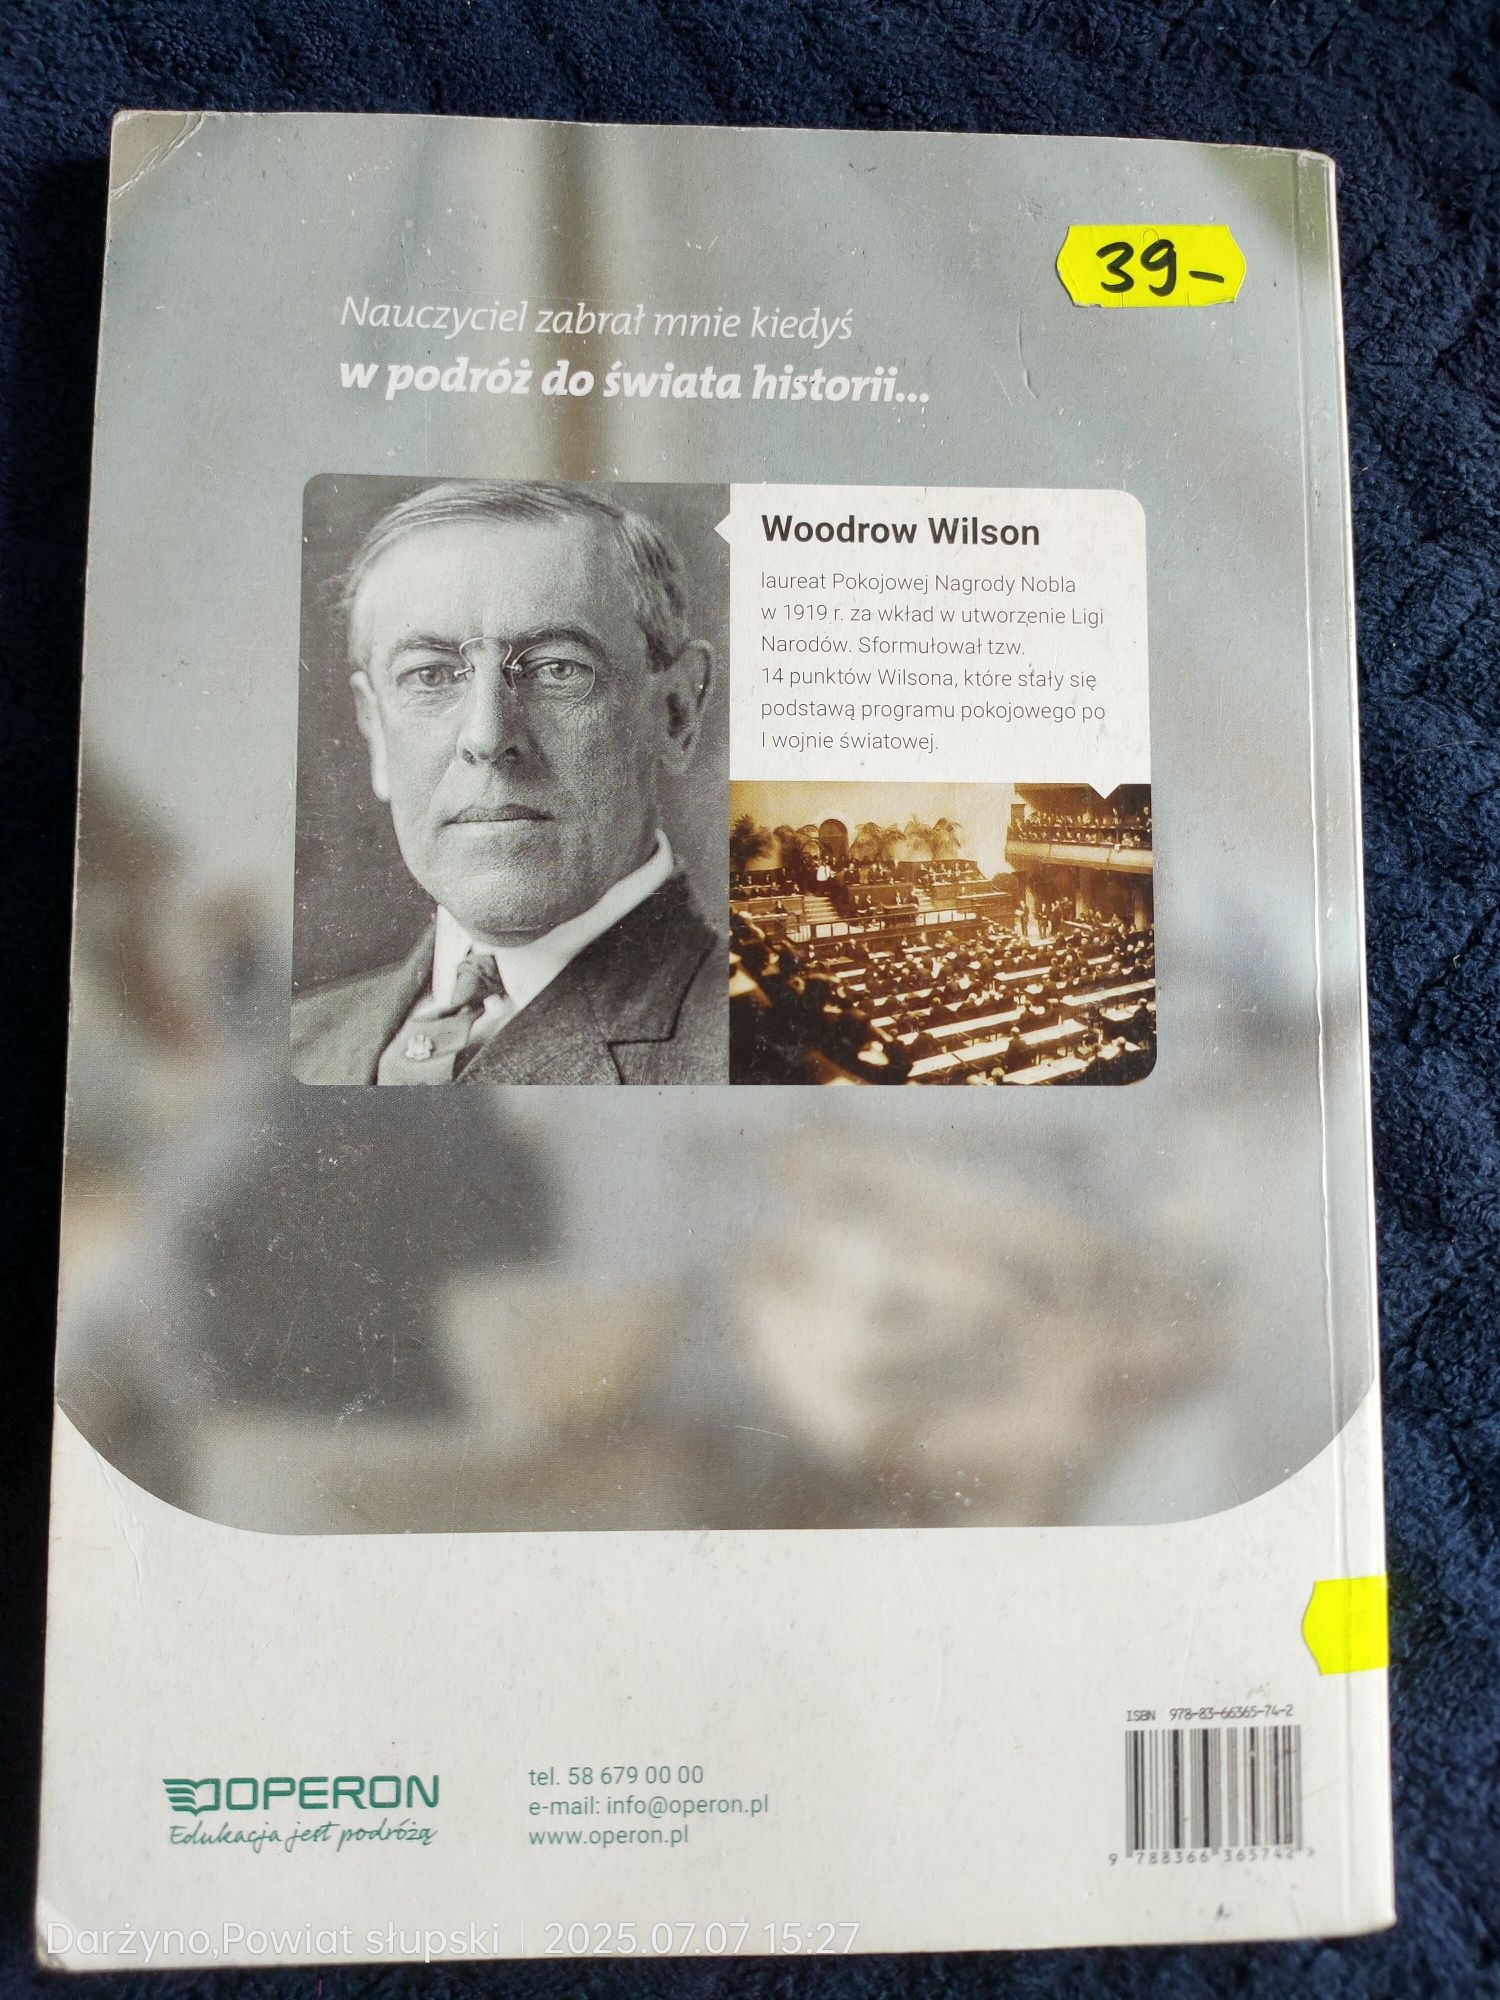 39-
Nauczyciel zabrał mnie kiedyś
w podróż do świata historii...
Woodrow Wilson
laureat Pokojowej Nagrody Nobla
w 1919 r. za wkład w utworzenie Ligi
Narodów. Sformułował tzw.
14 punktów Wilsona, które stały się
podstawą programu pokojowego po
I wojnie światowej.
ISBN 978-83-66365-74-2
9 788366 365742 >
OPERON
Edukacja jest podróżą
tel. 58 679 00 00
e-mail: info@operon.pl
www.operon.pl
Darżyno,Powiat słupski | 2025.07.07 15:27